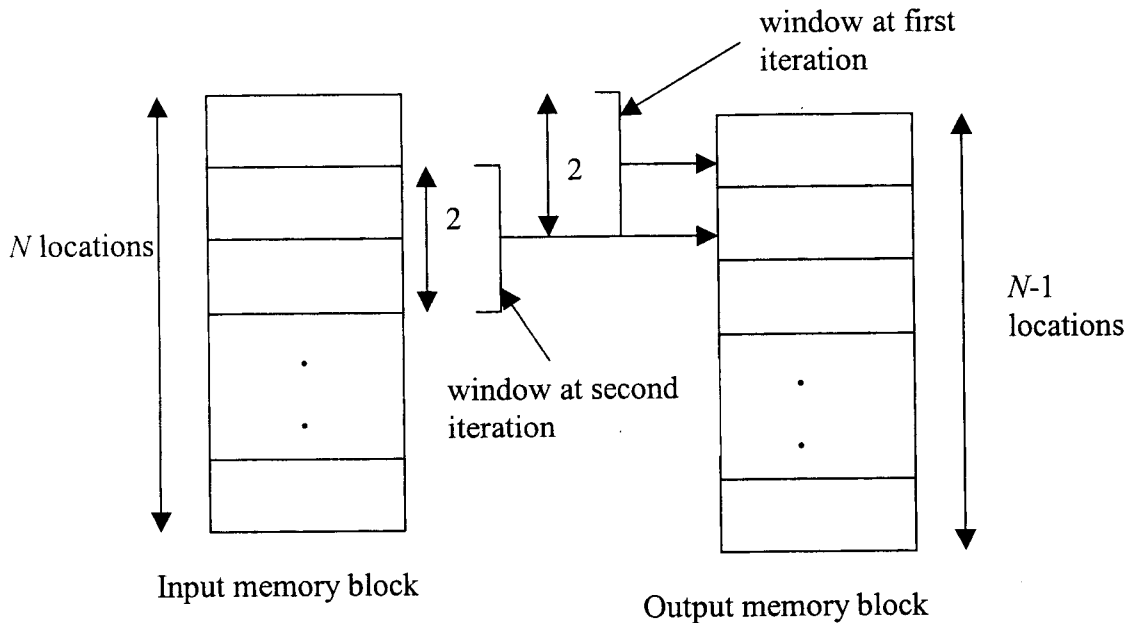 window at first
iteration
2
2
N locations
N-1
locations
window at second
iteration
Input memory block
Output memory block